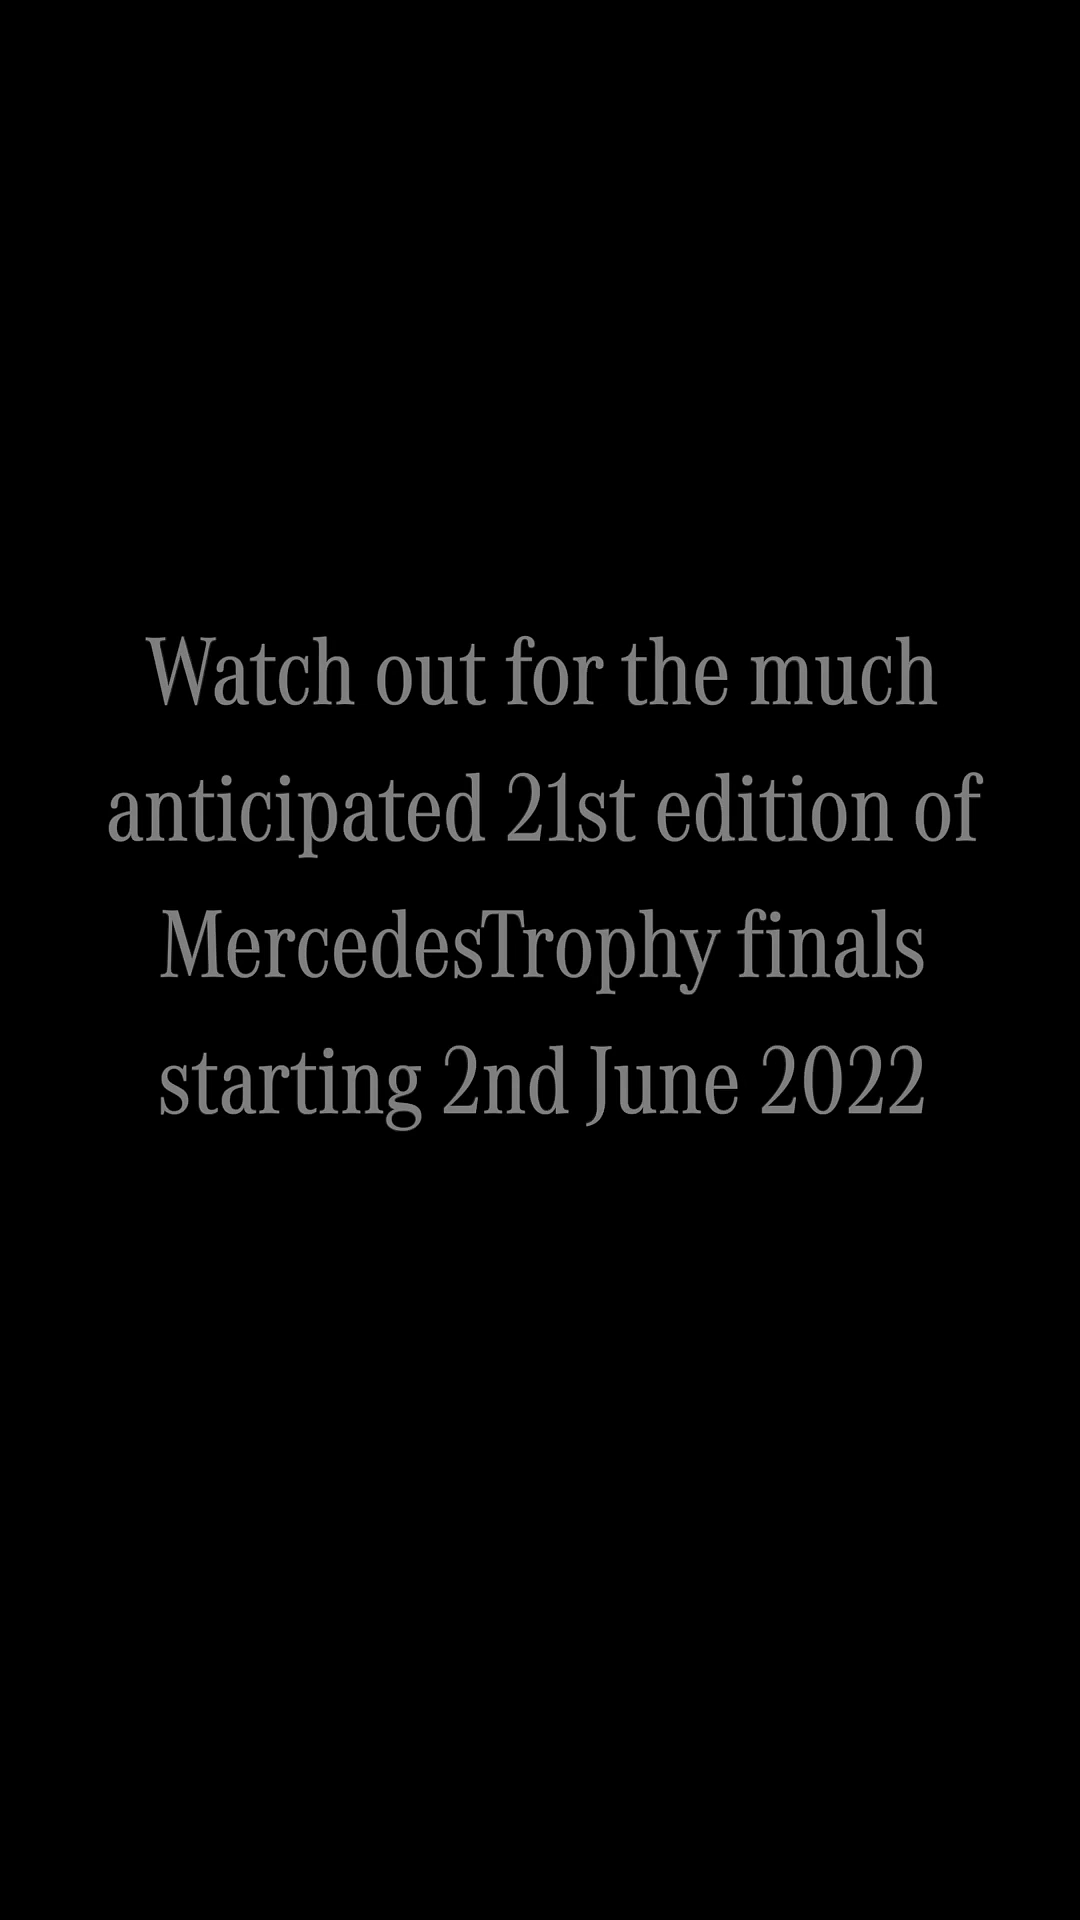 Watch out for the much
anticipated 21st edition of
MercedesTrophy finals
starting 2nd June 2022